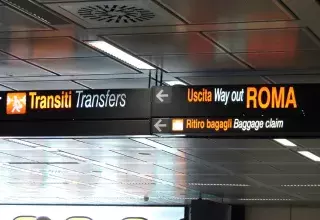 Transiti Transfers
Uscita Way out ROMA
Ritiro bagagli Baggage claim